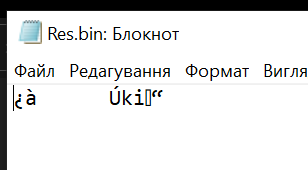 Res.bin: Блокнот
Файл Редагування Формат Вигля
¿à Úki▯“